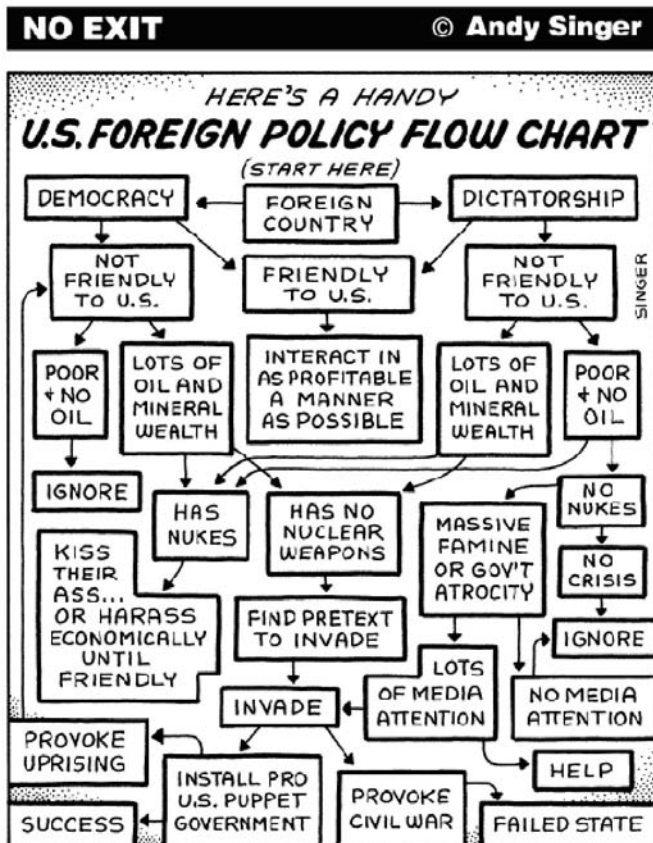 NO EXIT © Andy Singer
HERE'S A HANDY
U.S. FOREIGN POLICY FLOW CHART
(START HERE)
DEMOCRACY
FOREIGN
COUNTRY
DICTATORSHIP
NOT
FRIENDLY
TO U.S.
FRIENDLY
TO U.S.
NOT
FRIENDLY
TO U.S.
SINGER
POOR
+ NO
OIL
LOTS OF
OIL AND
MINERAL
WEALTH
INTERACT IN
AS PROFITABLE
A MANNER
AS POSSIBLE
LOTS OF
OIL AND
MINERAL
WEALTH
POOR
+ NO
OIL
IGNORE
HAS
NUKES
HAS NO
NUCLEAR
WEAPONS
MASSIVE
FAMINE
OR GOV'T
ATROCITY
NO
NUKES
NO
CRISIS
IGNORE
KISS
THEIR
ASS...
OR HARASS
ECONOMICALLY
UNTIL
FRIENDLY
FIND PRETEXT
TO INVADE
INVADE
LOTS
OF MEDIA
ATTENTION
NO MEDIA
ATTENTION
HELP
PROVOKE
UPRISING
INSTALL PRO
U.S. PUPPET
GOVERNMENT
PROVOKE
CIVIL WAR
SUCCESS
FAILED STATE